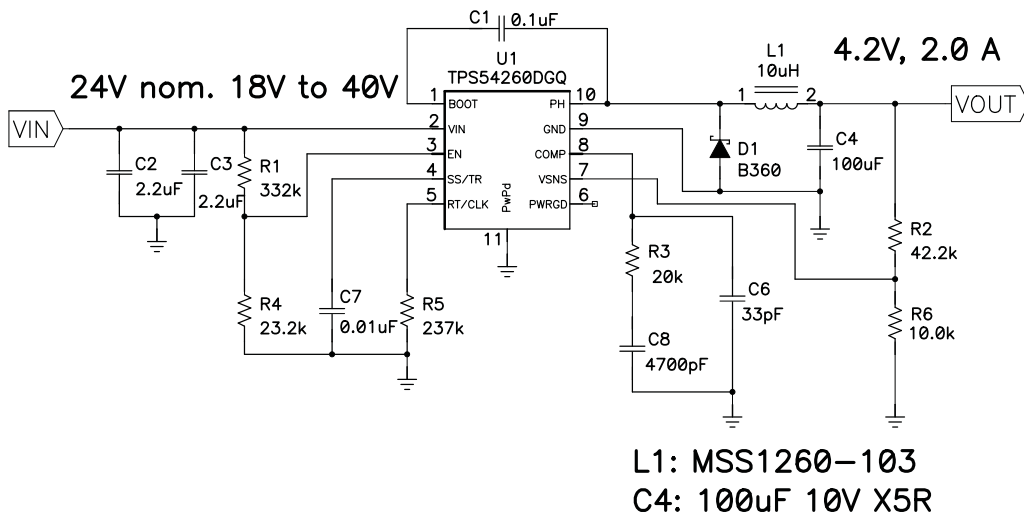 C1 0.1uF
U1
TPS54260DGQ
L1
10uH
4.2V, 2.0 A
24V nom. 18V to 40V
VIN
VOUT
1 BOOT PH 10
2 VIN GND 9
3 EN COMP 8
4 SS/TR VSNS 7
5 RT/CLK PWRGD 6
PwPd
11
1 2
C2
2.2uF
C3
2.2uF
R1
332k
D1
B360
C4
100uF
R2
42.2k
R3
20k
C6
33pF
R6
10.0k
R4
23.2k
C7
0.01uF
R5
237k
C8
4700pF
L1: MSS1260-103
C4: 100uF 10V X5R